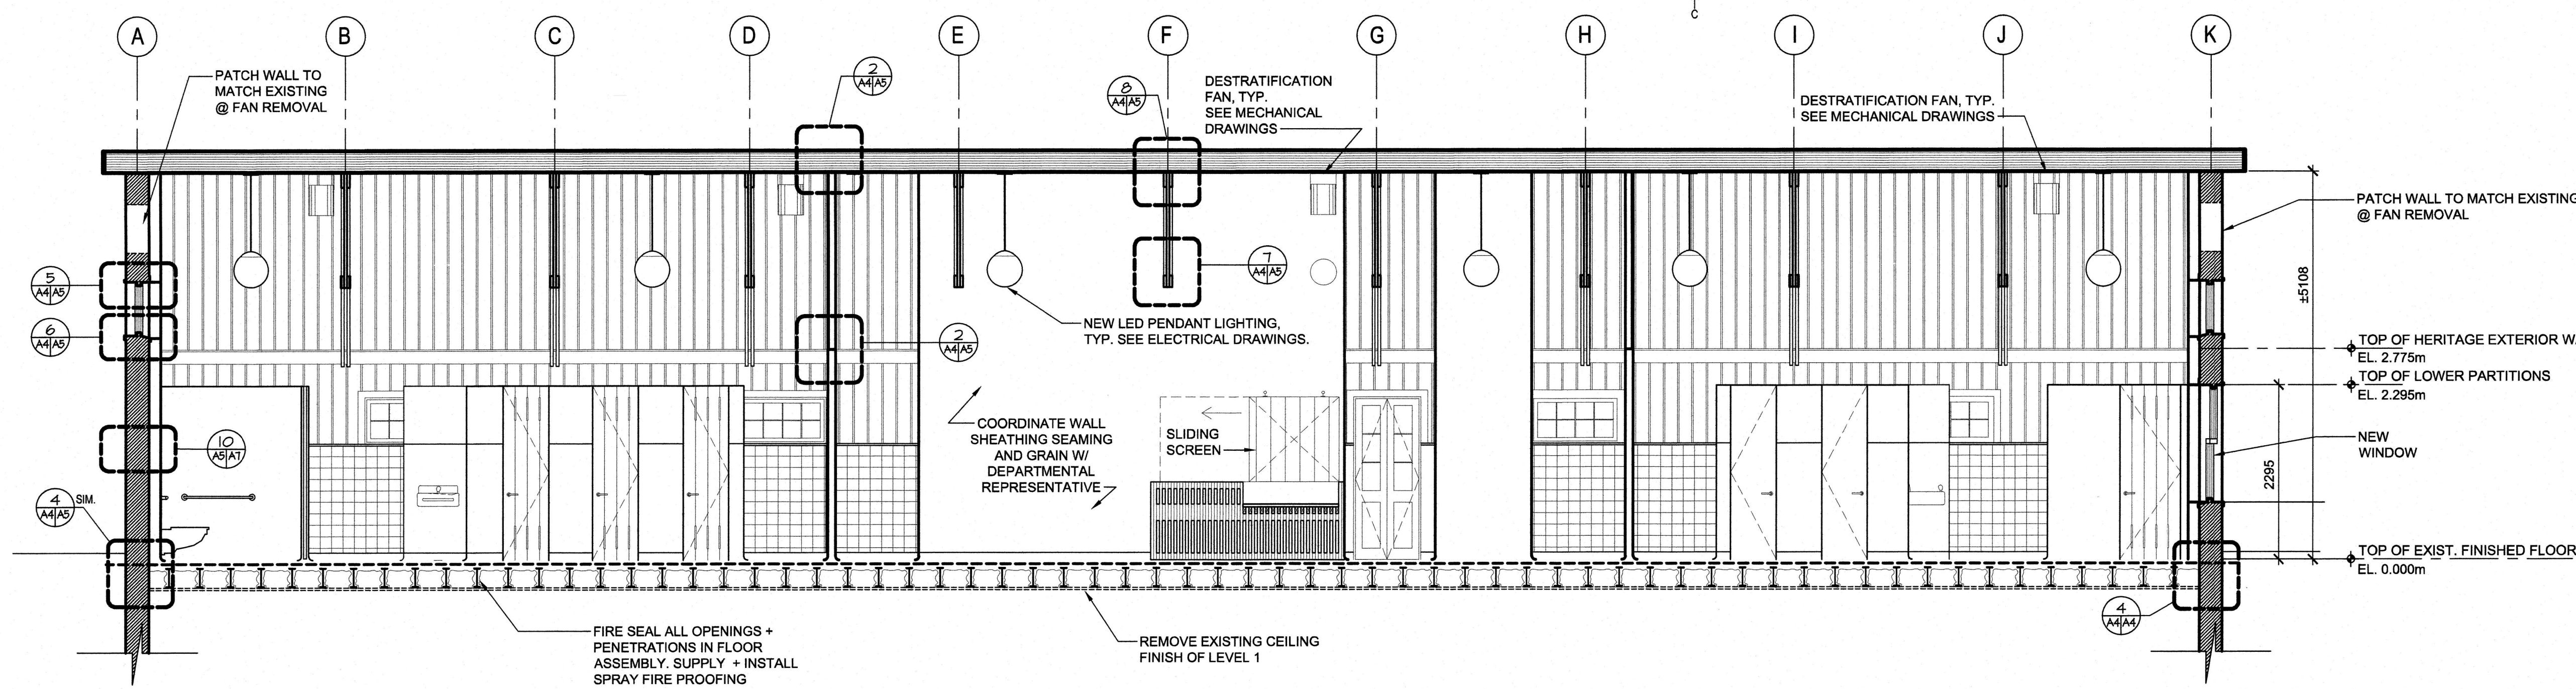 C
A
B
C
D
E
F
G
H
I
J
K
PATCH WALL TO
MATCH EXISTING
@ FAN REMOVAL
2
A4 A5
8
A4 A5
DESTRATIFICATION
FAN, TYP.
SEE MECHANICAL
DRAWINGS
DESTRATIFICATION FAN, TYP.
SEE MECHANICAL DRAWINGS
PATCH WALL TO MATCH EXISTING
@ FAN REMOVAL
5
A4 A5
6
A4 A5
7
A4 A5
2
A4 A5
NEW LED PENDANT LIGHTING,
TYP. SEE ELECTRICAL DRAWINGS.
±5108
TOP OF HERITAGE EXTERIOR W
EL. 2.775m
TOP OF LOWER PARTITIONS
EL. 2.295m
COORDINATE WALL
SHEATHING SEAMING
AND GRAIN W/
DEPARTMENTAL
REPRESENTATIVE
SLIDING
SCREEN
10
A5 A7
NEW
WINDOW
2295
4 SIM.
A4 A5
TOP OF EXIST. FINISHED FLOOR
EL. 0.000m
4
A4 A4
FIRE SEAL ALL OPENINGS +
PENETRATIONS IN FLOOR
ASSEMBLY. SUPPLY + INSTALL
SPRAY FIRE PROOFING
REMOVE EXISTING CEILING
FINISH OF LEVEL 1